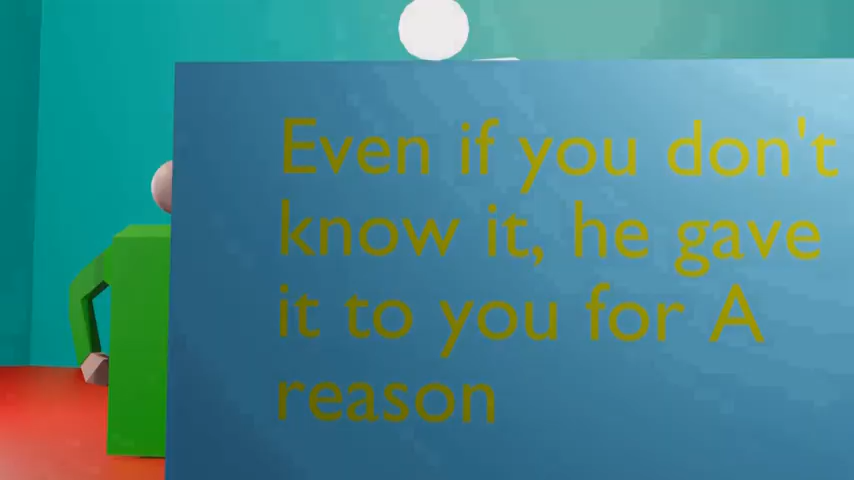 Even if you don't
know it, he gave
it to you for A
reason